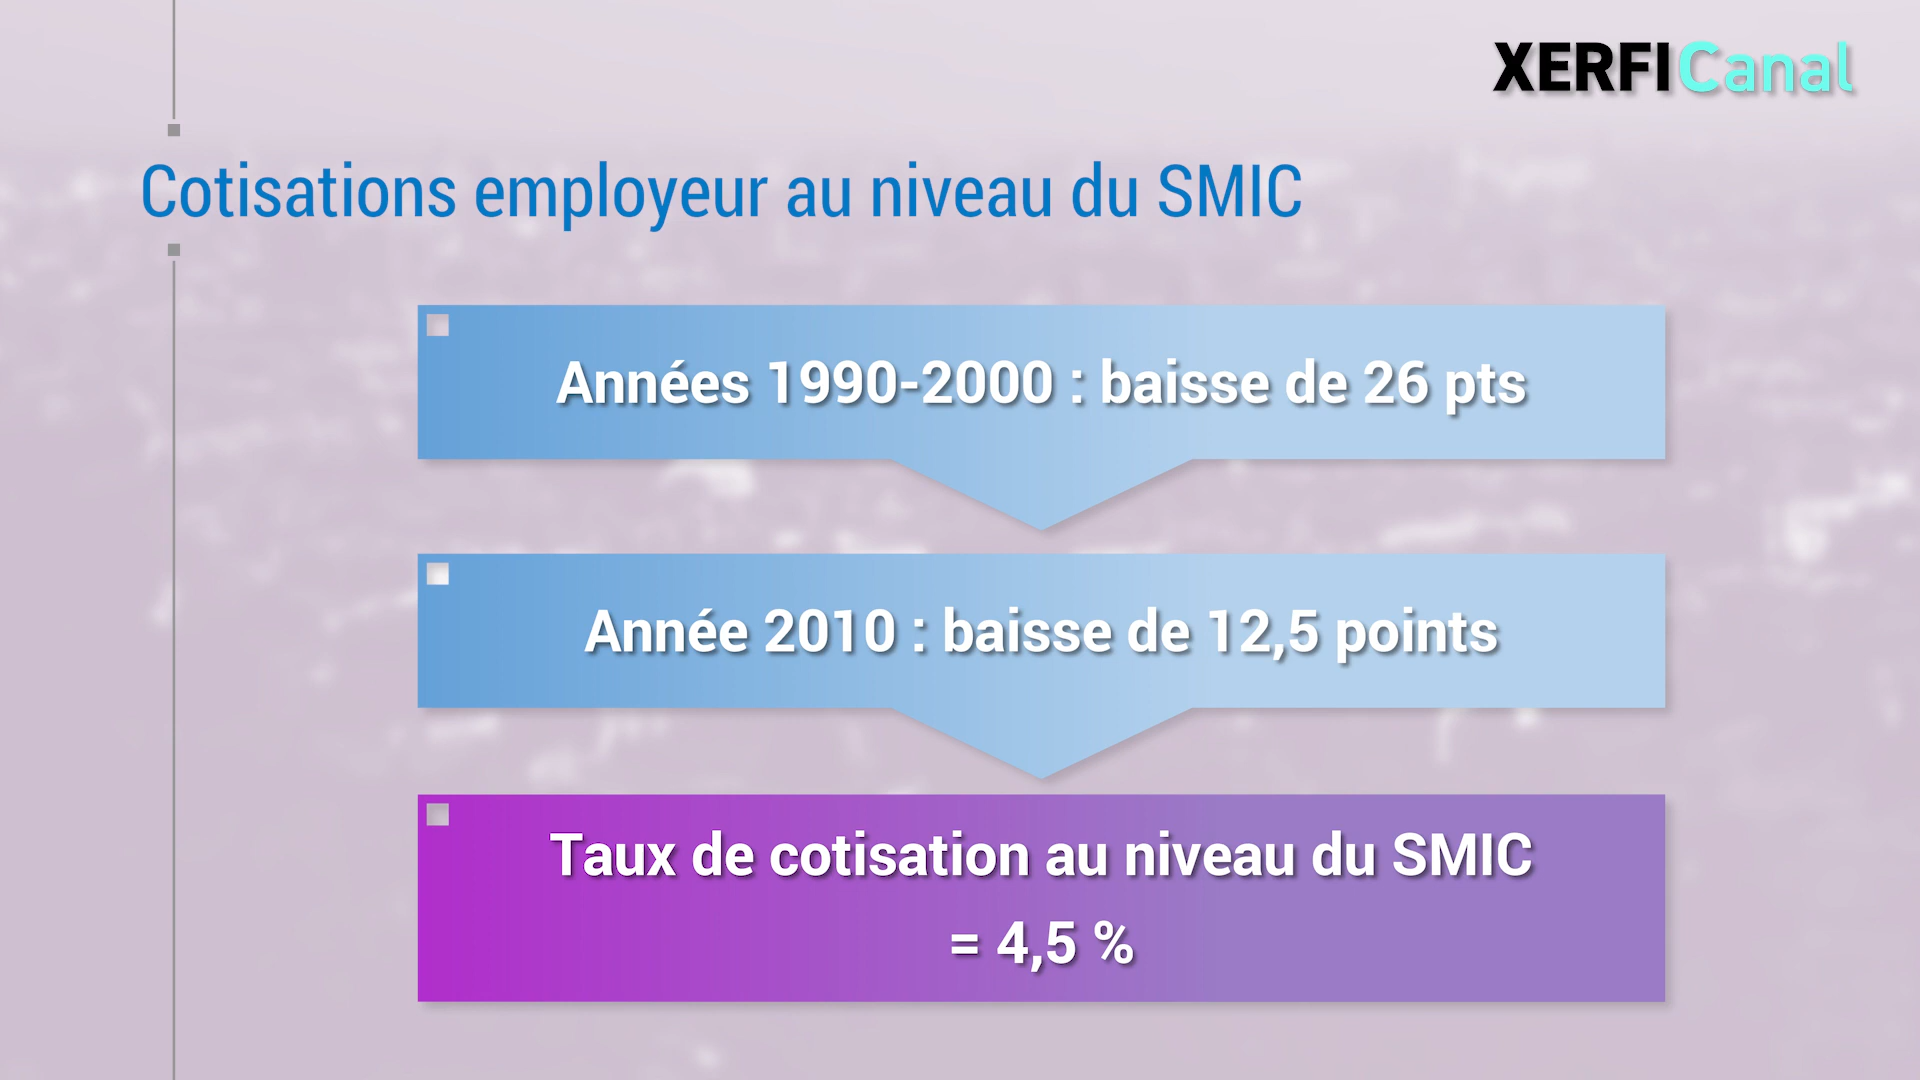 XERFI Canal
Cotisations employeur au niveau du SMIC
Années 1990-2000 : baisse de 26 pts
Année 2010 : baisse de 12,5 points
Taux de cotisation au niveau du SMIC
= 4,5 %